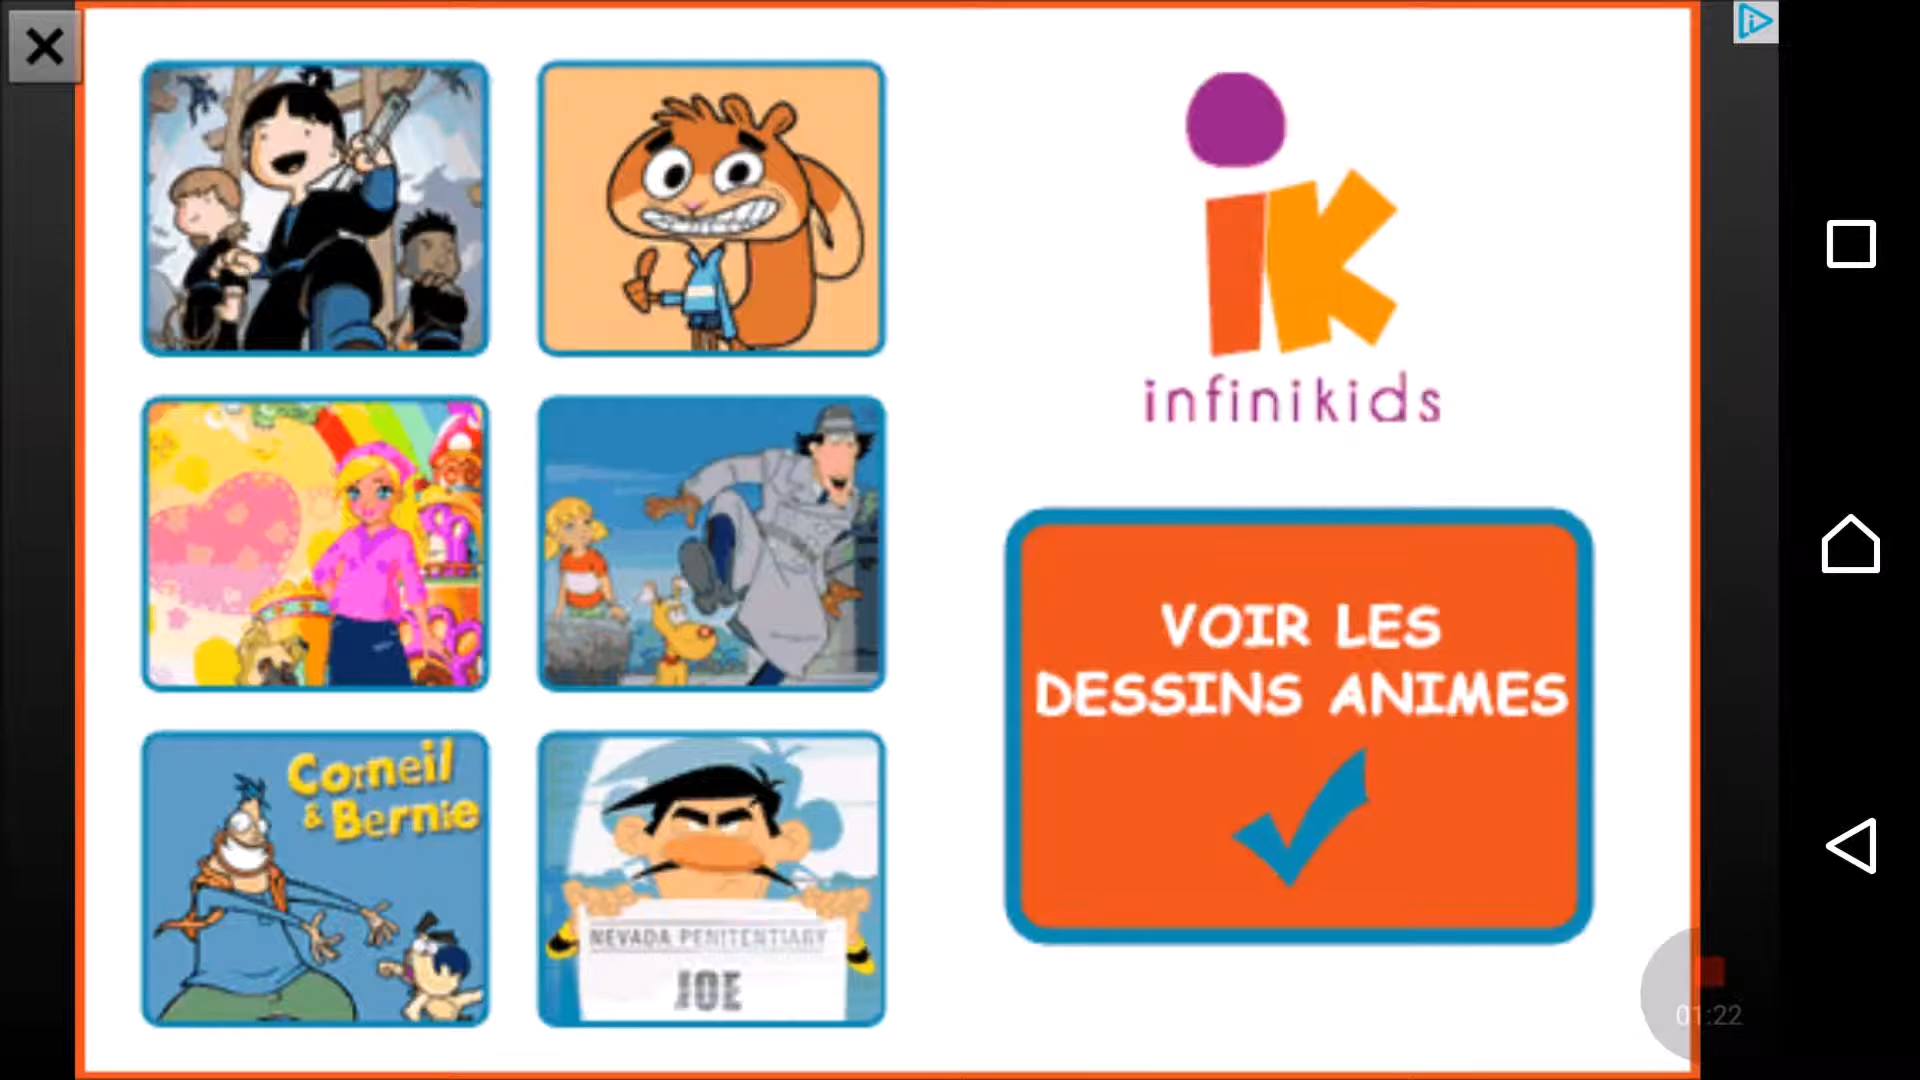 infinikids
VOIR LES
DESSINS ANIMES
Corneil
& Bernie
NEVADA PENITENTIARY
JOE
01:22